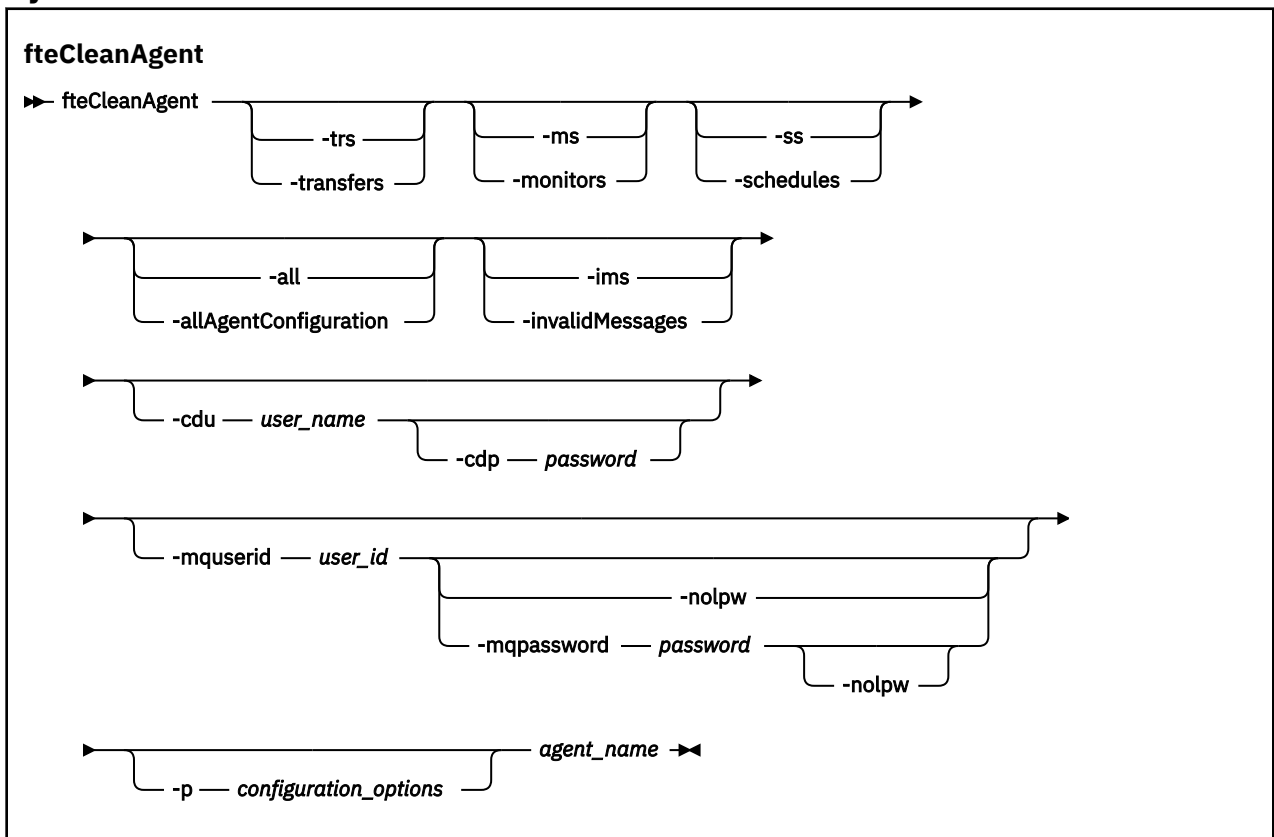 fteCleanAgent
fteCleanAgent
-trs
-transfers
-ms
-monitors
-ss
-schedules
-all
-allAgentConfiguration
-ims
-invalidMessages
-cdu user_name
-cdp password
-mquserid user_id
-nolpw
-mqpassword password
-nolpw
agent_name
-p configuration_options